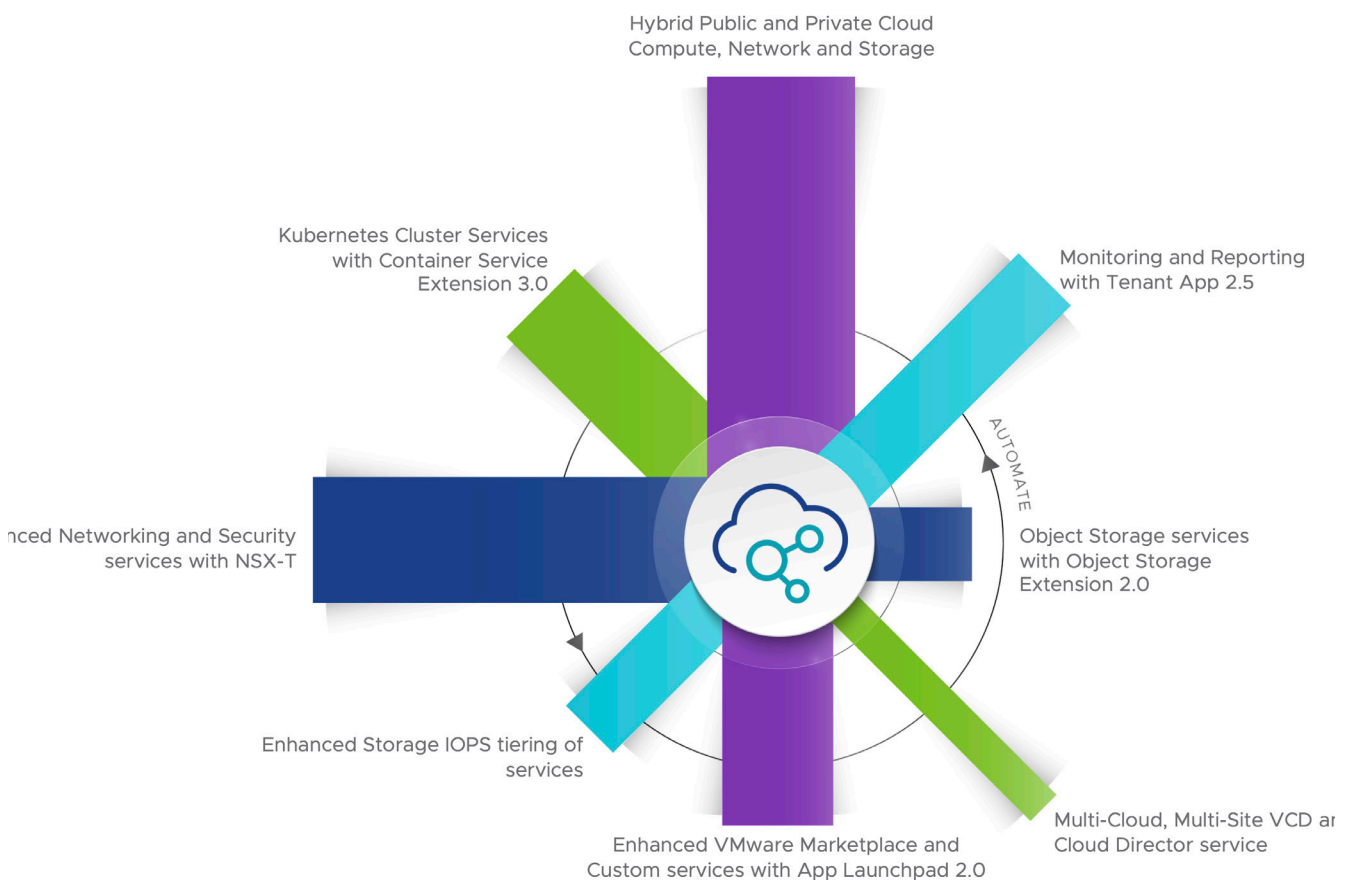 Hybrid Public and Private Cloud
Compute, Network and Storage
Kubernetes Cluster Services
with Container Service
Extension 3.0
Monitoring and Reporting
with Tenant App 2.5
AUTOMATE
Networking and Security
services with NSX-T
Object Storage services
with Object Storage
Extension 2.0
Enhanced Storage IOPS tiering of
services
Multi-Cloud, Multi-Site VCD
Cloud Director service
Enhanced VMware Marketplace and
Custom services with App Launchpad 2.0